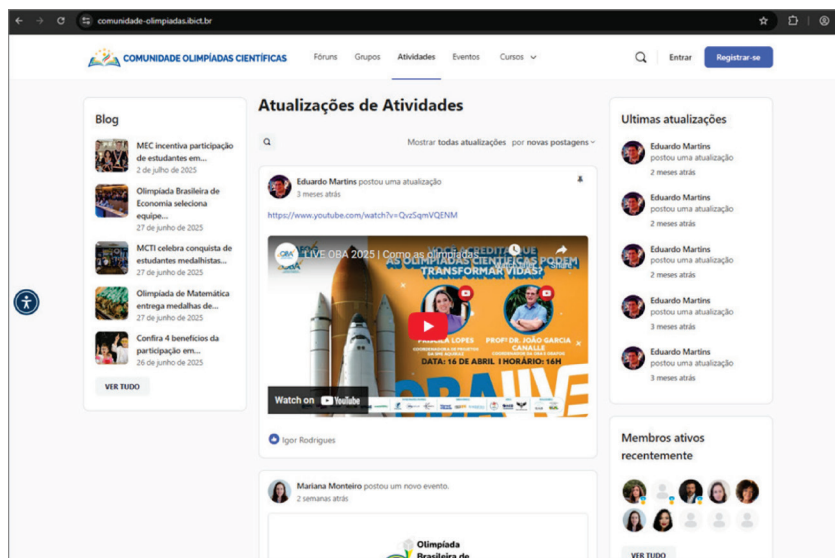 comunidade-olimpiadas.ibict.br
COMUNIDADE OLIMPÍADAS CIENTÍFICAS
Fóruns Grupos Atividades Eventos Cursos
Entrar Registrar-se
Blog
MEC incentiva participação
de estudantes em...
2 de julho de 2025
Olimpíada Brasileira de
Economia seleciona
equipe...
27 de junho de 2025
MCTI celebra conquista de
estudantes medalhistas...
27 de junho de 2025
Olimpíada de Matemática
entrega medalhas de...
27 de junho de 2025
Confira 4 benefícios da
participação em...
26 de junho de 2025
VER TUDO
Atualizações de Atividades
Mostrar todas atualizações por novas postagens
Eduardo Martins postou uma atualização
3 meses atrás
https://www.youtube.com/watch?v=QvzSqmVQENM
OBA
LIVE OBA 2025 | Como as olimpíadas
VOCÊ ACREDITA QUE
AS OLIMPÍADAS CIENTÍFICAS PODEM
TRANSFORMAR VIDAS?
LOPES
PROFº DR. JOÃO GARCIA
CANALLE
DATA: 16 DE ABRIL I HORÁRIO: 16H
OBA LIVE
Watch on YouTube
Igor Rodrigues
Mariana Monteiro postou um novo evento.
2 semanas atrás
Olimpíada
Brasileira de
Ultimas atualizações
Eduardo Martins
postou uma atualização
2 meses atrás
Eduardo Martins
postou uma atualização
2 meses atrás
Eduardo Martins
postou uma atualização
2 meses atrás
Eduardo Martins
postou uma atualização
3 meses atrás
Eduardo Martins
postou uma atualização
3 meses atrás
Membros ativos
recentemente
VER TUDO